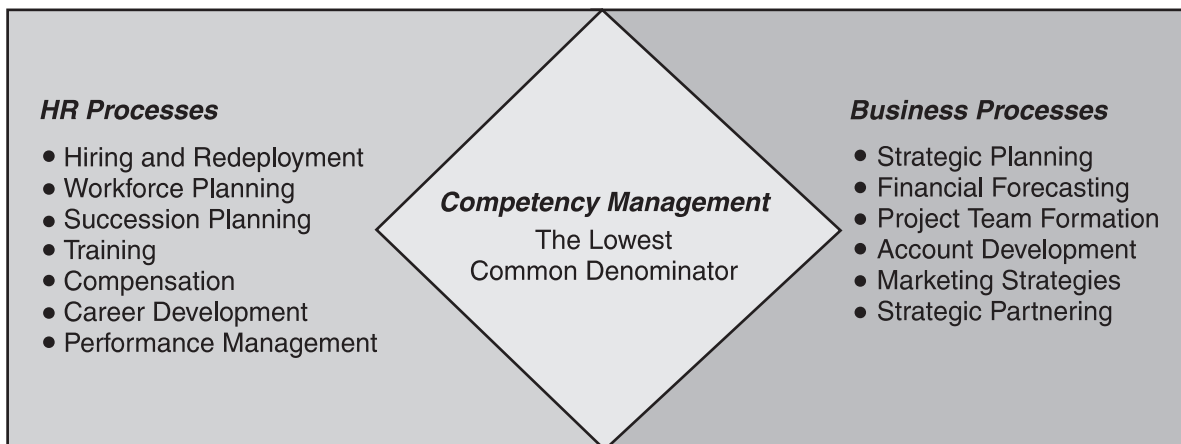 HR Processes
● Hiring and Redeployment
● Workforce Planning
● Succession Planning
● Training
● Compensation
● Career Development
● Performance Management
Competency Management
The Lowest
Common Denominator
Business Processes
● Strategic Planning
● Financial Forecasting
● Project Team Formation
● Account Development
● Marketing Strategies
● Strategic Partnering